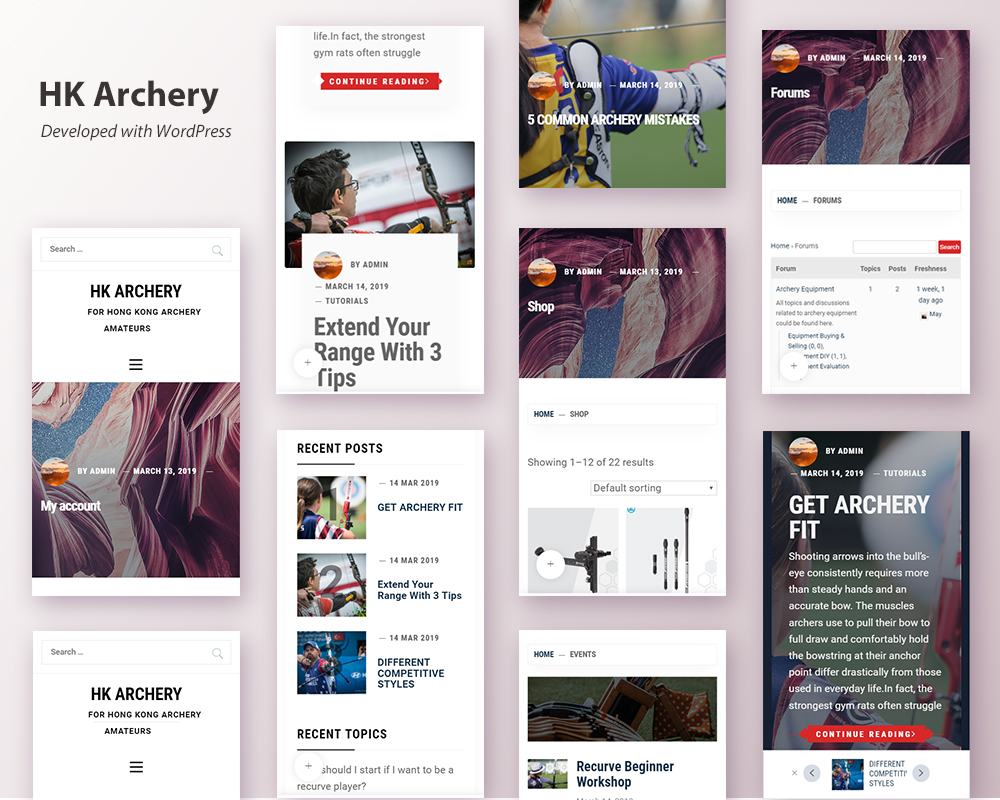 HK Archery
Developed with WordPress
Search ...
HK ARCHERY
FOR HONG KONG ARCHERY
AMATEURS
BY ADMIN — MARCH 13, 2019 —
My account
Search ...
HK ARCHERY
FOR HONG KONG ARCHERY
AMATEURS
life.In fact, the strongest
gym rats often struggle
CONTINUE READING>
BY ADMIN
— MARCH 14, 2019
— TUTORIALS
Extend Your
Range With 3
Tips
+
RECENT POSTS
— 14 MAR 2019
GET ARCHERY FIT
— 14 MAR 2019
2
Extend Your
Range With 3 Tips
— 14 MAR 2019
DIFFERENT
COMPETITIVE
STYLES
RECENT TOPICS
+
should I start if I want to be a
recurve player?
BY ADMIN — MARCH 14, 2019 —
5 COMMON ARCHERY MISTAKES
BY ADMIN — MARCH 13, 2019 —
Shop
HOME — SHOP
Showing 1–12 of 22 results
Default sorting
+
HOME — EVENTS
Recurve Beginner
Workshop
BY ADMIN — MARCH 14, 2019 —
Forums
HOME — FORUMS
Home › Forums
Search
Forum Topics Posts Freshness
Archery Equipment 1 2 1 week, 1
day ago
May
All topics and discussions
related to archery equipment
could be found here.
Equipment Buying &
Selling (0, 0),
DIY (1, 1),
Evaluation
+
BY ADMIN
— MARCH 14, 2019 — TUTORIALS
GET ARCHERY
FIT
Shooting arrows into the bull's-
eye consistently requires more
than steady hands and an
accurate bow. The muscles
archers use to pull their bow to
full draw and comfortably hold
the bowstring at their anchor
point differ drastically from those
used in everyday life.In fact, the
strongest gym rats often struggle
CONTINUE READING>
× < DIFFERENT
COMPETITI
STYLES >